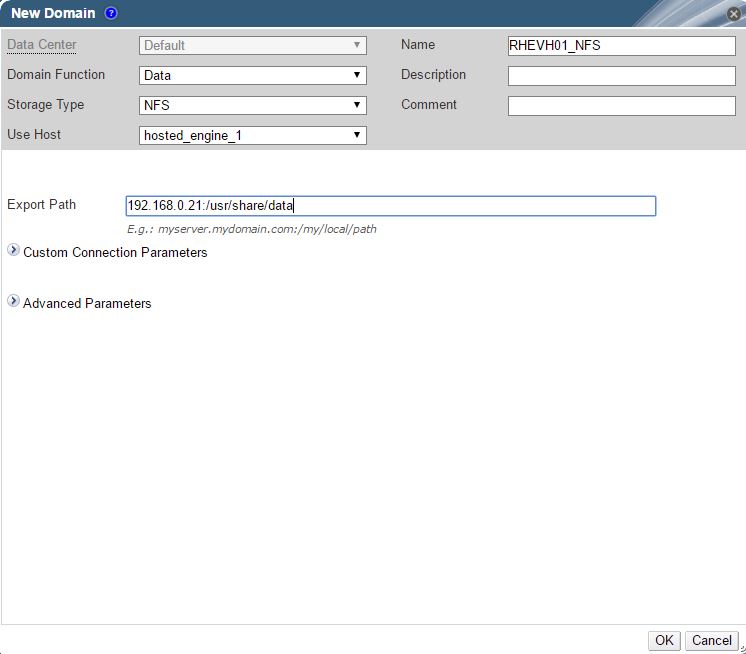 New Domain ?
Data Center Default Name RHEVH01_NFS
Domain Function Data Description
Storage Type NFS Comment
Use Host hosted_engine_1
Export Path 192.168.0.21:/usr/share/data
E.g.: myserver.mydomain.com:/my/local/path
Custom Connection Parameters
Advanced Parameters
OK Cancel